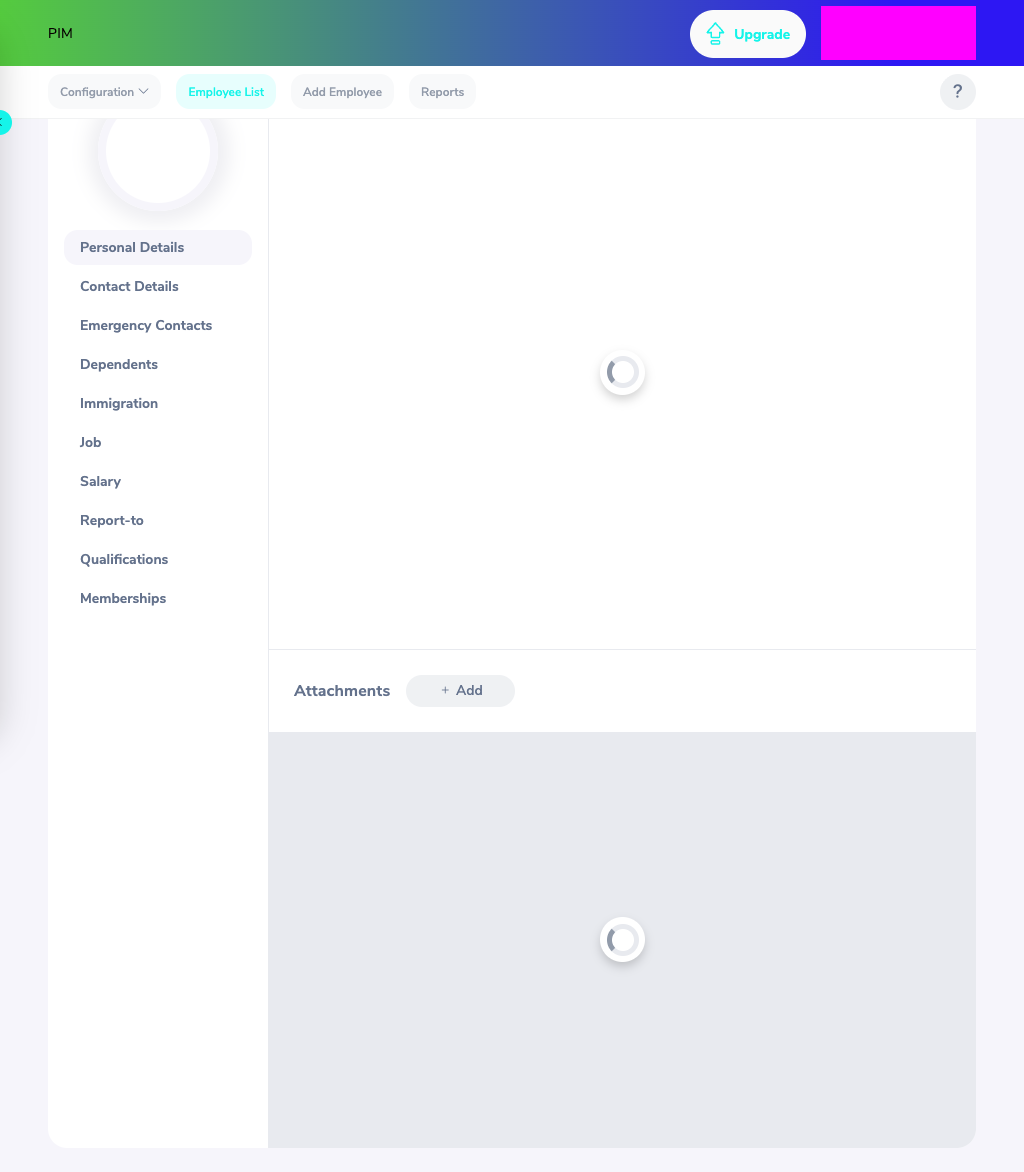 PIM
Upgrade
Configuration
Employee List
Add Employee
Reports
?
Personal Details
Contact Details
Emergency Contacts
Dependents
Immigration
Job
Salary
Report-to
Qualifications
Memberships
Attachments
+ Add